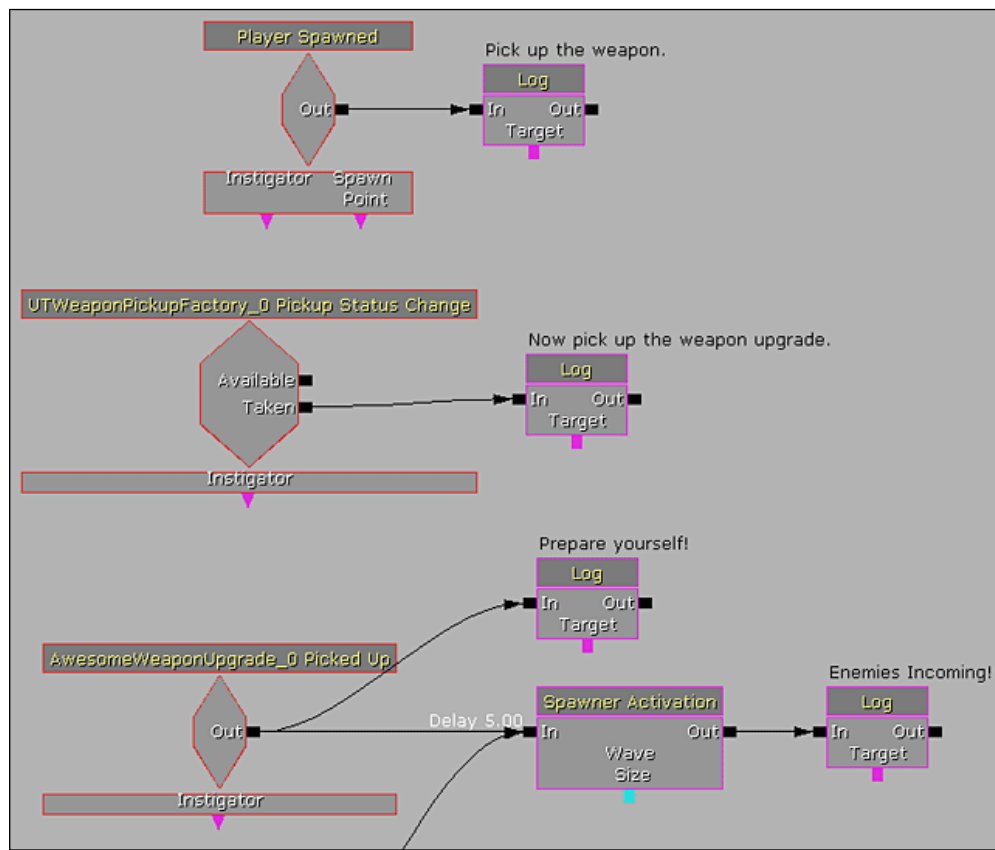 Player Spawned
Pick up the weapon.
Log
Out
In Out
Target
Instigator Spawn
Point
UTWeaponPickupFactory_0 Pickup Status Change
Now pick up the weapon upgrade.
Log
Available
Taken
In Out
Target
Instigator
Prepare yourself!
Log
In Out
Target
AwesomeWeaponUpgrade_0 Picked Up
Enemies Incoming!
Spawner Activation
Log
Out
Delay 5.00
In Out
Wave
Size
In Out
Target
Instigator